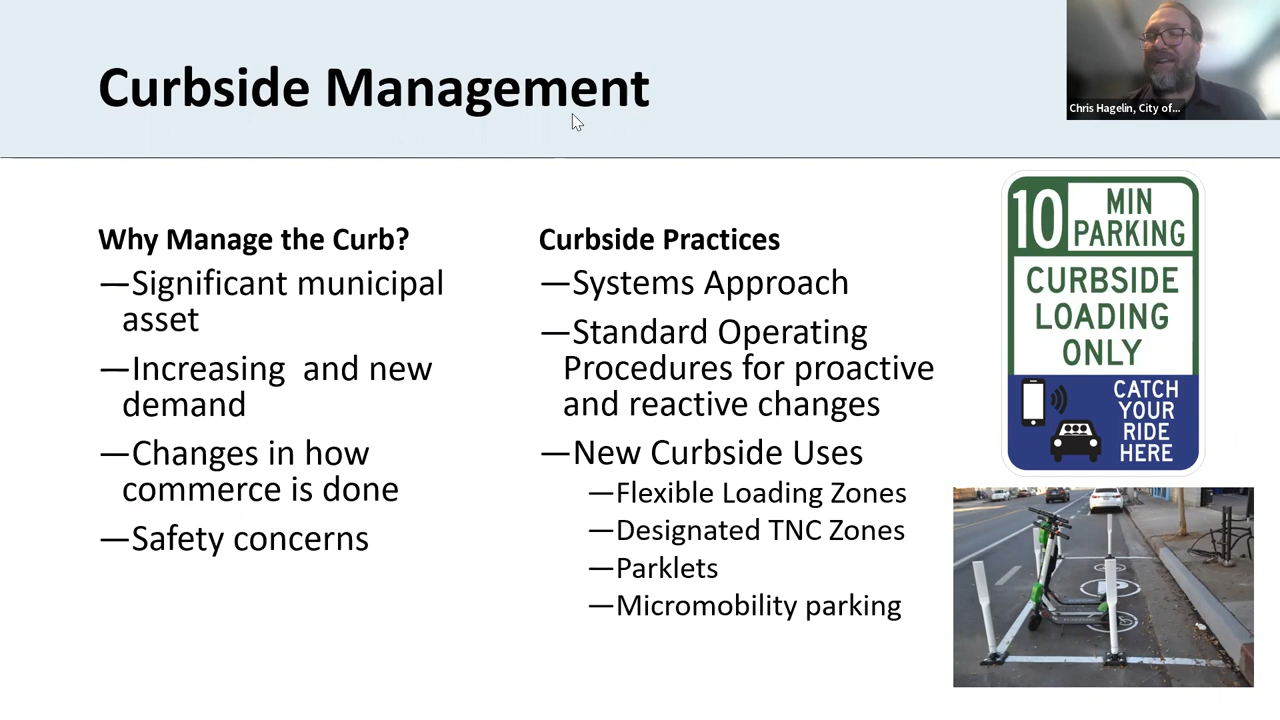 Curbside Management
Chris Hagelin, City of...
Why Manage the Curb?
—Significant municipal
asset
—Increasing  and new
demand
—Changes in how
commerce is done
—Safety concerns
Curbside Practices
—Systems Approach
—Standard Operating
Procedures for proactive
and reactive changes
—New Curbside Uses
—Flexible Loading Zones
—Designated TNC Zones
—Parklets
—Micromobility parking
10 MIN
PARKING
CURBSIDE
LOADING
ONLY
CATCH
YOUR
RIDE
HERE